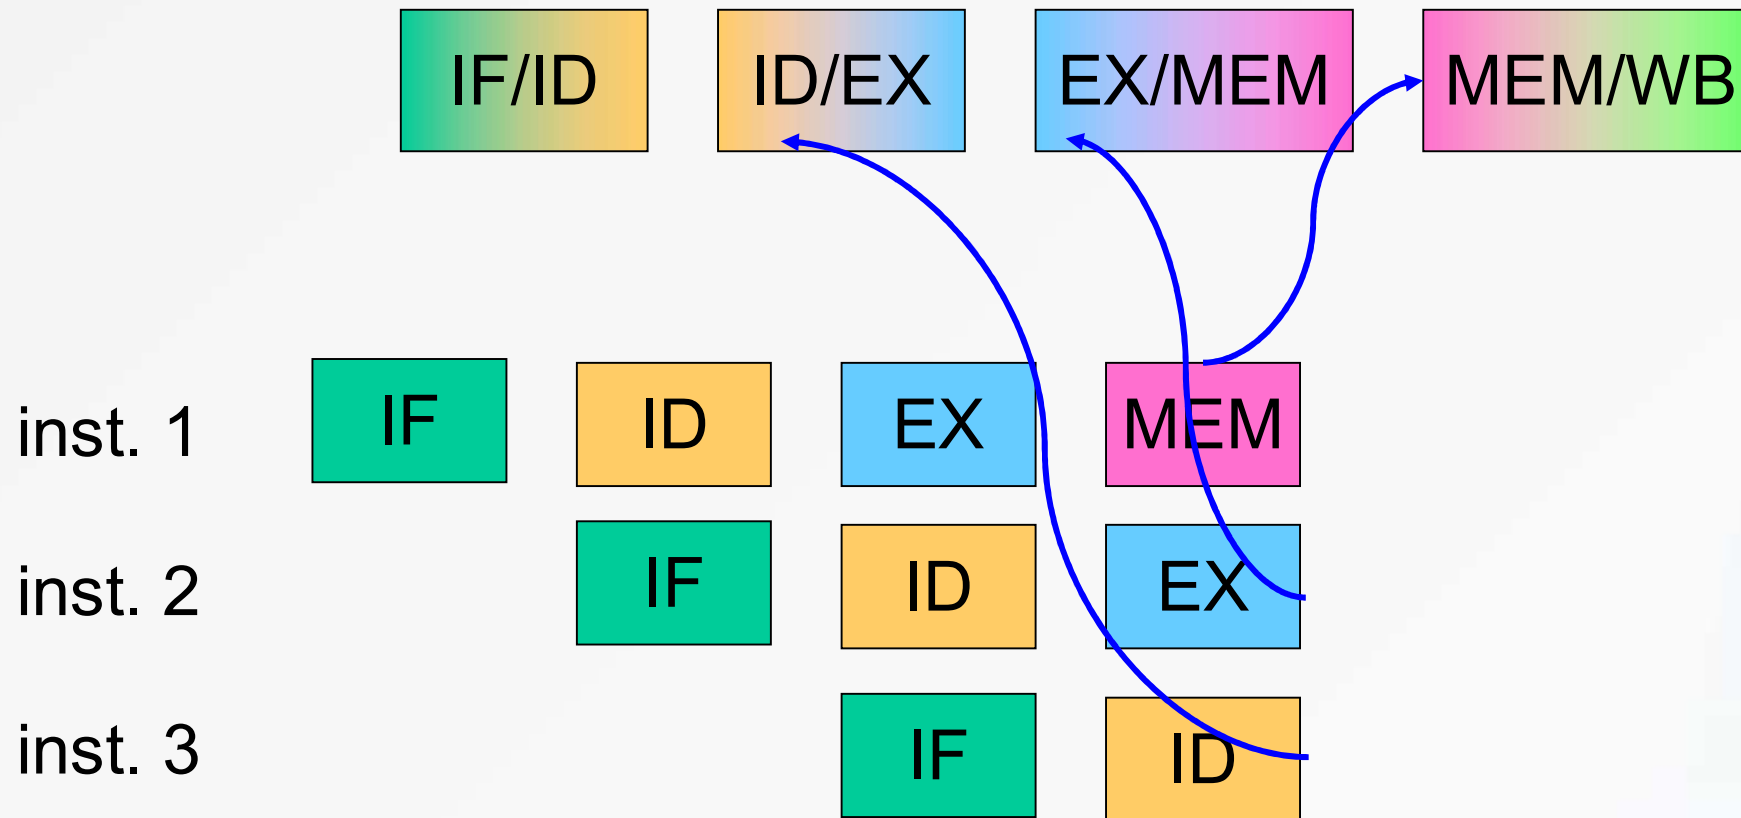 IF/ID ID/EX EX/MEM MEM/WB
inst. 1 IF ID EX MEM
inst. 2 IF ID EX
inst. 3 IF ID